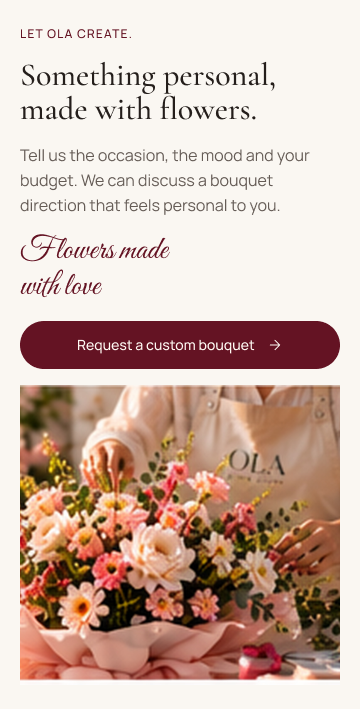 LET OLA CREATE.
Something personal,
made with flowers.
Tell us the occasion, the mood and your
budget. We can discuss a bouquet
direction that feels personal to you.
Flowers made
with love
Request a custom bouquet →
OLA